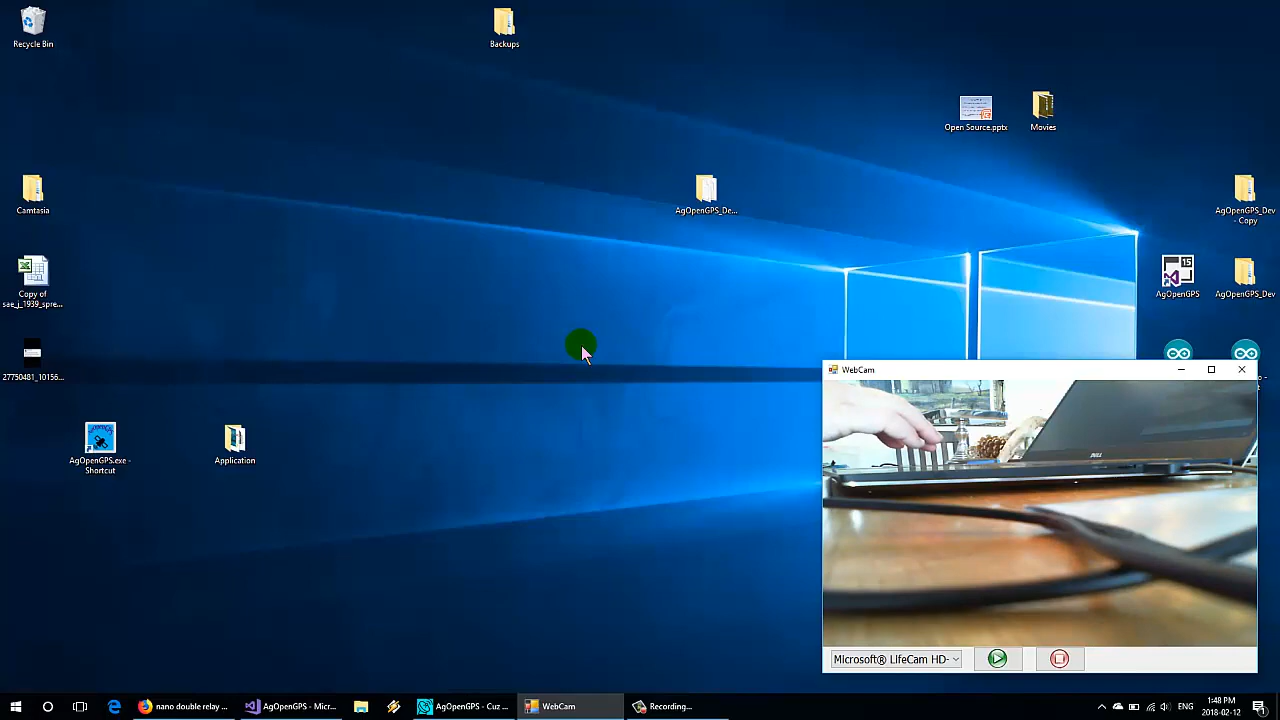 Recycle Bin
Backups
Open Source.pptx
Movies
Camtasia
AgOpenGPS_De...
AgOpenGPS_Dev
- Copy
Copy of
sae_j_1939_spre...
15
AgOpenGPS
AgOpenGPS_Dev
27750481_10156...
WebCam
AgOpenGPS.exe -
Shortcut
Application
DELL
Microsoft® LifeCam HD-
nano double relay ...
AgOpenGPS - Micr...
AgOpenGPS - Cuz ...
WebCam
Recording...
ENG
1:48 PM
2018-02-12